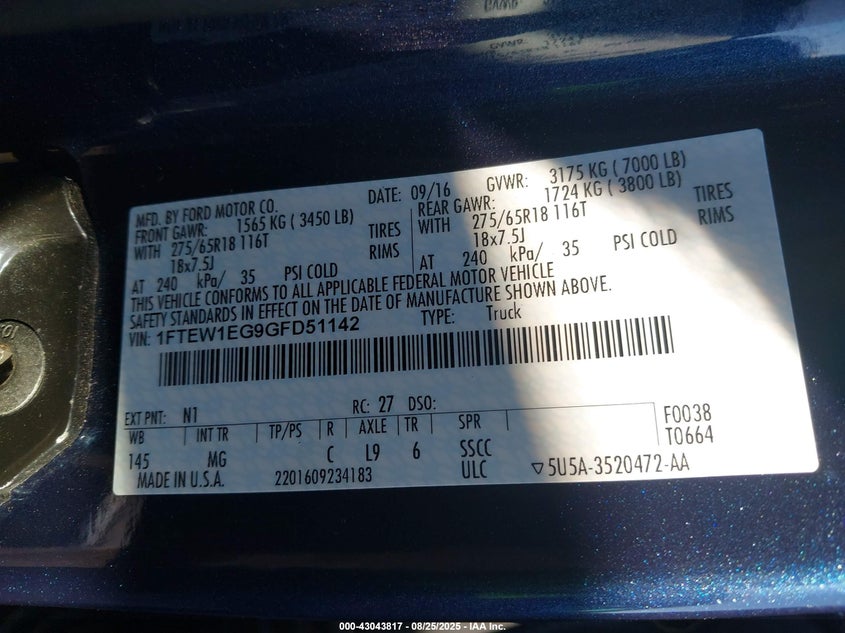 MFD. BY FORD MOTOR CO. DATE: 09/16 GVWR: 3175 KG ( 7000 LB)
FRONT GAWR: 1565 KG ( 3450 LB) REAR GAWR: 1724 KG ( 3800 LB)
WITH 275/65R18 116T TIRES WITH 275/65R18 116T TIRES
18x7.5J RIMS 18x7.5J RIMS
AT 240 kPa/ 35 PSI COLD AT 240 kPa/ 35 PSI COLD
THIS VEHICLE CONFORMS TO ALL APPLICABLE FEDERAL MOTOR VEHICLE
SAFETY STANDARDS IN EFFECT ON THE DATE OF MANUFACTURE SHOWN ABOVE.
VIN: 1FTEW1EG9GFD51142 TYPE: Truck
EXT PNT: N1 RC: 27 DSO:
WB INT TR TP/PS R AXLE TR SPR F0038
T0664
145 MG C L9 6 SSCC
ULC ▽5U5A-3520472-AA
MADE IN U.S.A. 2201609234183
000-43043817 - 08/25/2025 - IAA Inc.